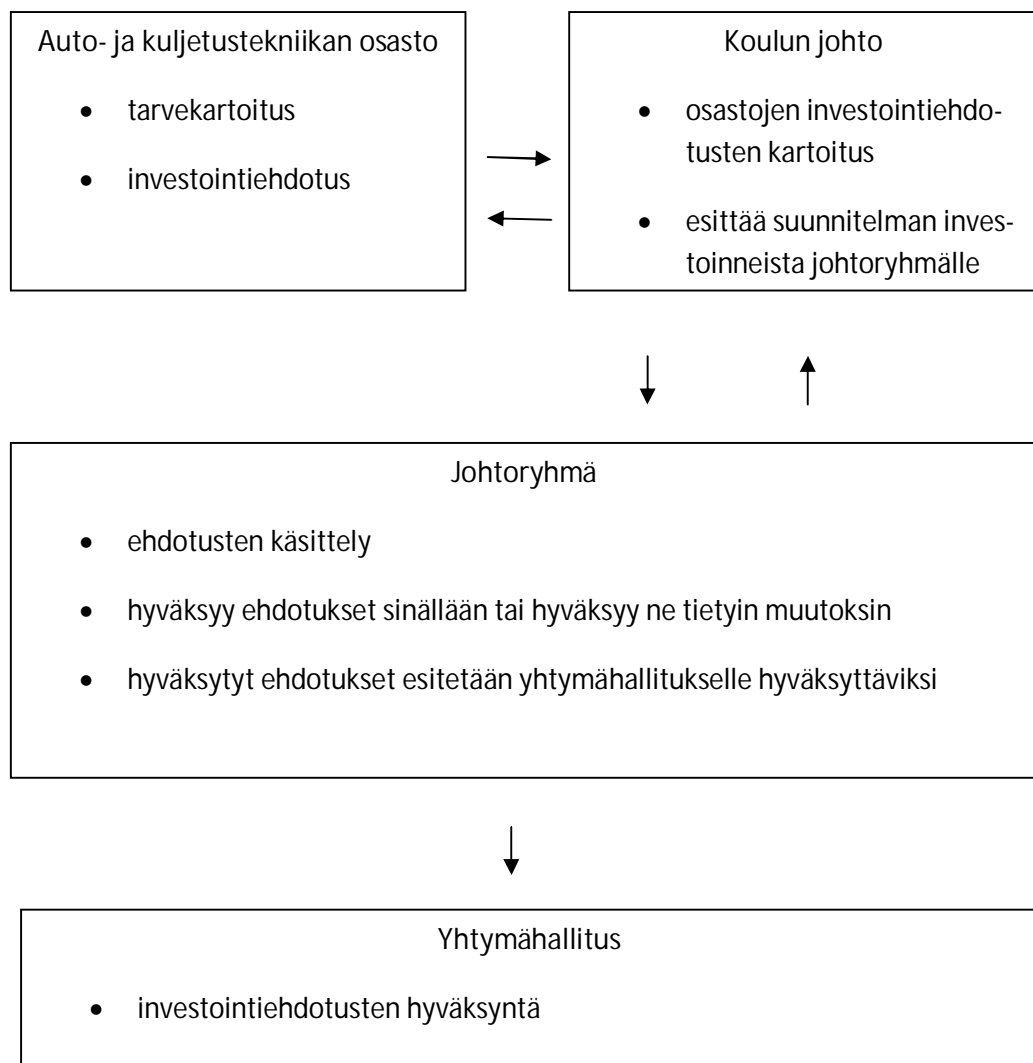 Auto- ja kuljetustekniikan osasto
• tarvekartoitus
• investointiehdotus
Koulun johto
• osastojen investointiehdo-
tusten kartoitus
• esittää suunnitelman inves-
toinneista johtoryhmälle
Johtoryhmä
• ehdotusten käsittely
• hyväksyy ehdotukset sinällään tai hyväksyy ne tietyin muutoksin
• hyväksytyt ehdotukset esitetään yhtymähallitukselle hyväksyttäviksi
Yhtymähallitus
• investointiehdotusten hyväksyntä